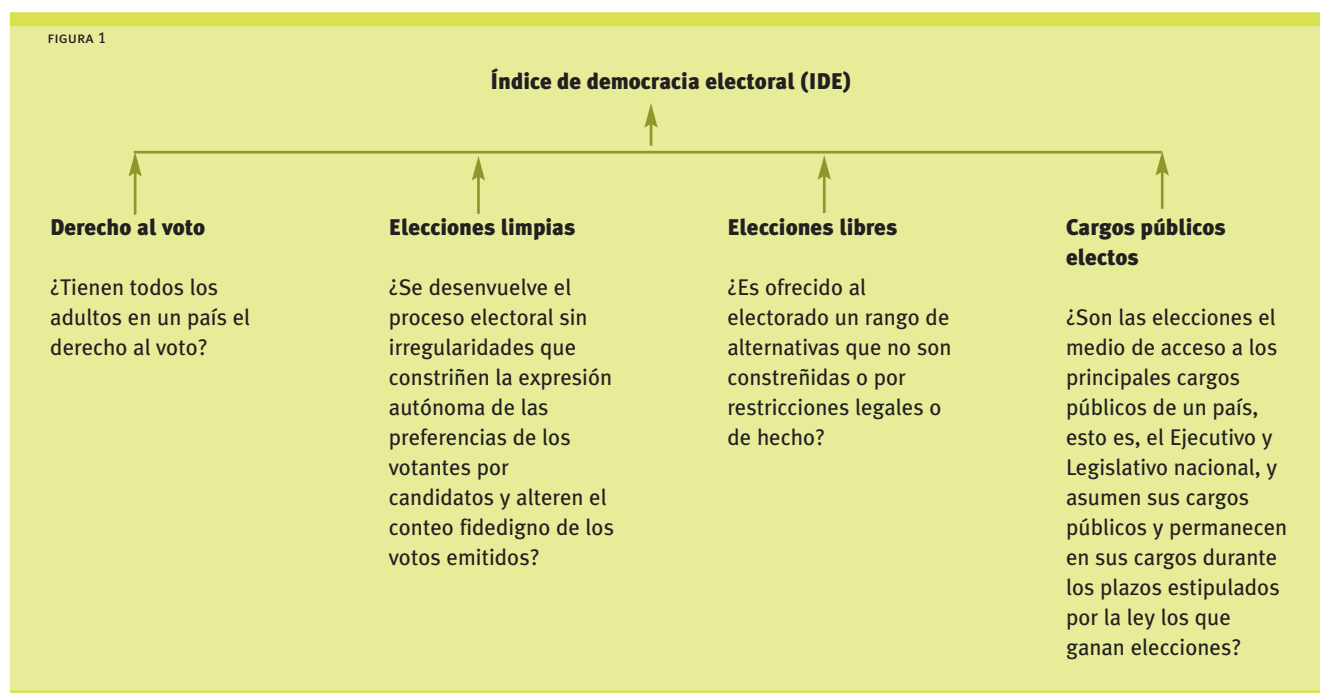 FIGURA 1
Índice de democracia electoral (IDE)
Derecho al voto
¿Tienen todos los
adultos en un país el
derecho al voto?
Elecciones limpias
¿Se desenvuelve el
proceso electoral sin
irregularidades que
constriñen la expresión
autónoma de las
preferencias de los
votantes por
candidatos y alteren el
conteo fidedigno de los
votos emitidos?
Elecciones libres
¿Es ofrecido al
electorado un rango de
alternativas que no son
constreñidas o por
restricciones legales o
de hecho?
Cargos públicos
electos
¿Son las elecciones el
medio de acceso a los
principales cargos
públicos de un país,
esto es, el Ejecutivo y
Legislativo nacional, y
asumen sus cargos
públicos y permanecen
en sus cargos durante
los plazos estipulados
por la ley los que
ganan elecciones?